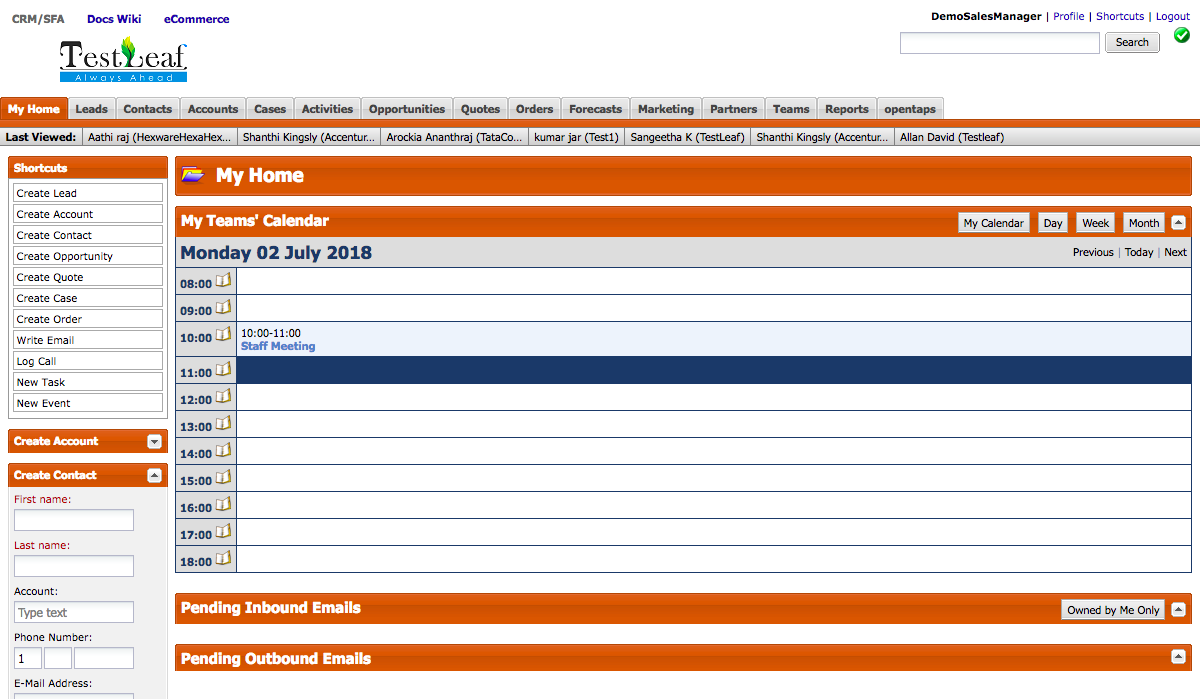 CRM/SFA Docs Wiki eCommerce
DemoSalesManager | Profile | Shortcuts | Logout
Search
TestLeaf
Always Ahead
My Home Leads Contacts Accounts Cases Activities Opportunities Quotes Orders Forecasts Marketing Partners Teams Reports opentaps
Last Viewed: Aathi raj (HexwareHexaHex... Shanthi Kingsly (Accentur... Arockia Ananthraj (TataCo... kumar jar (Test1) Sangeetha K (TestLeaf) Shanthi Kingsly (Accentur... Allan David (Testleaf)
Shortcuts
Create Lead
Create Account
Create Contact
Create Opportunity
Create Quote
Create Case
Create Order
Write Email
Log Call
New Task
New Event
Create Account
Create Contact
First name:
Last name:
Account:
Type text
Phone Number:
1
E-Mail Address:
My Home
My Teams' Calendar My Calendar Day Week Month
Monday 02 July 2018 Previous | Today | Next
08:00
09:00
10:00 10:00-11:00
Staff Meeting
11:00
12:00
13:00
14:00
15:00
16:00
17:00
18:00
Pending Inbound Emails Owned by Me Only
Pending Outbound Emails